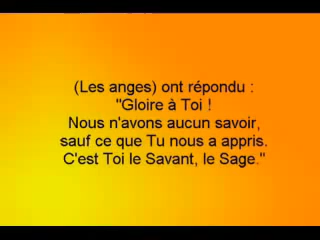 (Les anges) ont répondu :
"Gloire à Toi !
Nous n'avons aucun savoir,
sauf ce que Tu nous a appris.
C'est Toi le Savant, le Sage."